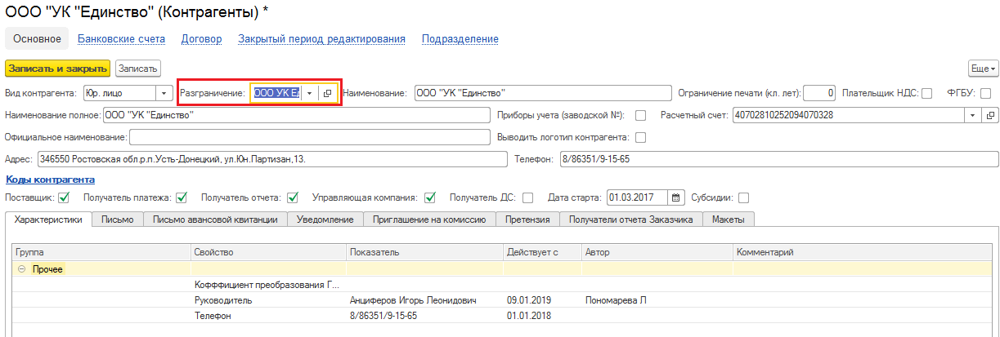 ООО "УК "Единство" (Контрагенты) *
Основное Банковские счета Договор Закрытый период редактирования Подразделение
Записать и закрыть Записать Еще
Вид контрагента: Юр. лицо Разграничение: ООО УК Ед Наименование: ООО "УК "Единство" Ограничение печати (кл. лет): 0 Плательщик НДС: ФГБУ:
Наименование полное: ООО "УК "Единство" Приборы учета (заводской №): Расчетный счет: 40702810252094070328
Официальное наименование: Выводить логотип контрагента:
Адрес: 346550 Ростовская обл.р.п.Усть-Донецкий, ул.Юн.Партизан,13. Телефон: 8/86351/9-15-65
Коды контрагента
Поставщик: Получатель платежа: Получатель отчета: Управляющая компания: Получатель ДС: Дата старта: 01.03.2017 Субсидии:
Характеристики Письмо Письмо авансовой квитанции Уведомление Приглашение на комиссию Претензия Получатели отчета Заказчика Макеты
Группа Свойство Показатель Действует с Автор Комментарий
Прочее
Кофффициент преобразования Г...
Руководитель Анциферов Игорь Леонидович 09.01.2019 Пономарева Л
Телефон 8/86351/9-15-65 01.01.2018